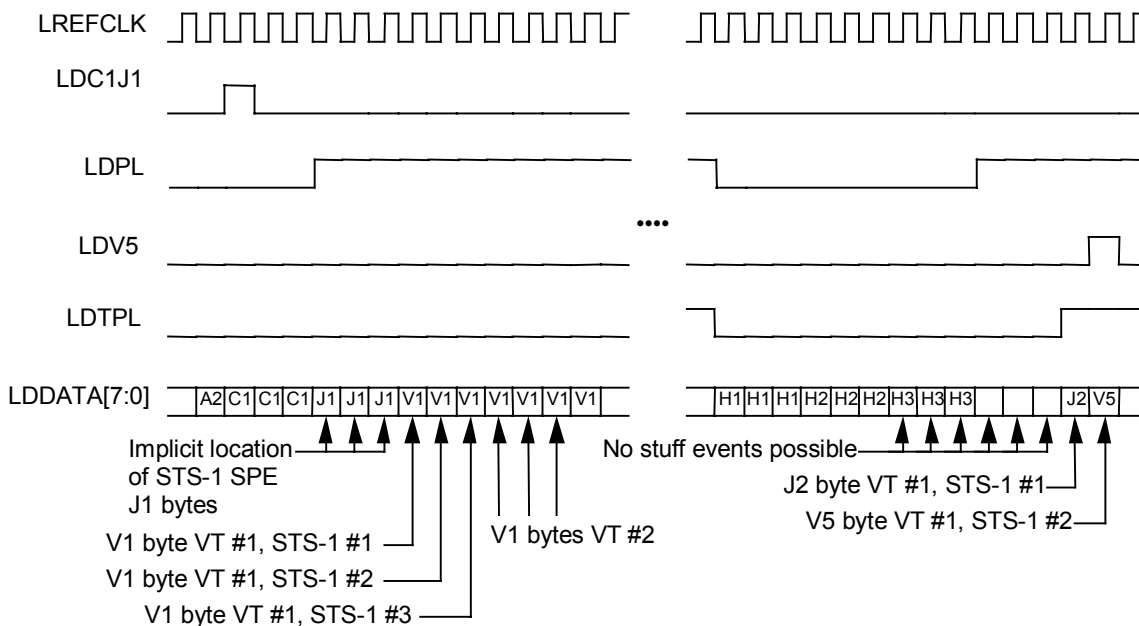 LREFCLK
LDC1J1
LDPL
....
LDV5
LDTPL
LDDATA[7:0]
A2 C1 C1 C1 J1 J1 J1 V1 V1 V1 V1 V1 V1 V1
H1 H1 H1 H2 H2 H2 H3 H3 H3 J2 V5
Implicit location
of STS-1 SPE
J1 bytes
No stuff events possible
J2 byte VT #1, STS-1 #1
V5 byte VT #1, STS-1 #2
V1 bytes VT #2
V1 byte VT #1, STS-1 #1
V1 byte VT #1, STS-1 #2
V1 byte VT #1, STS-1 #3